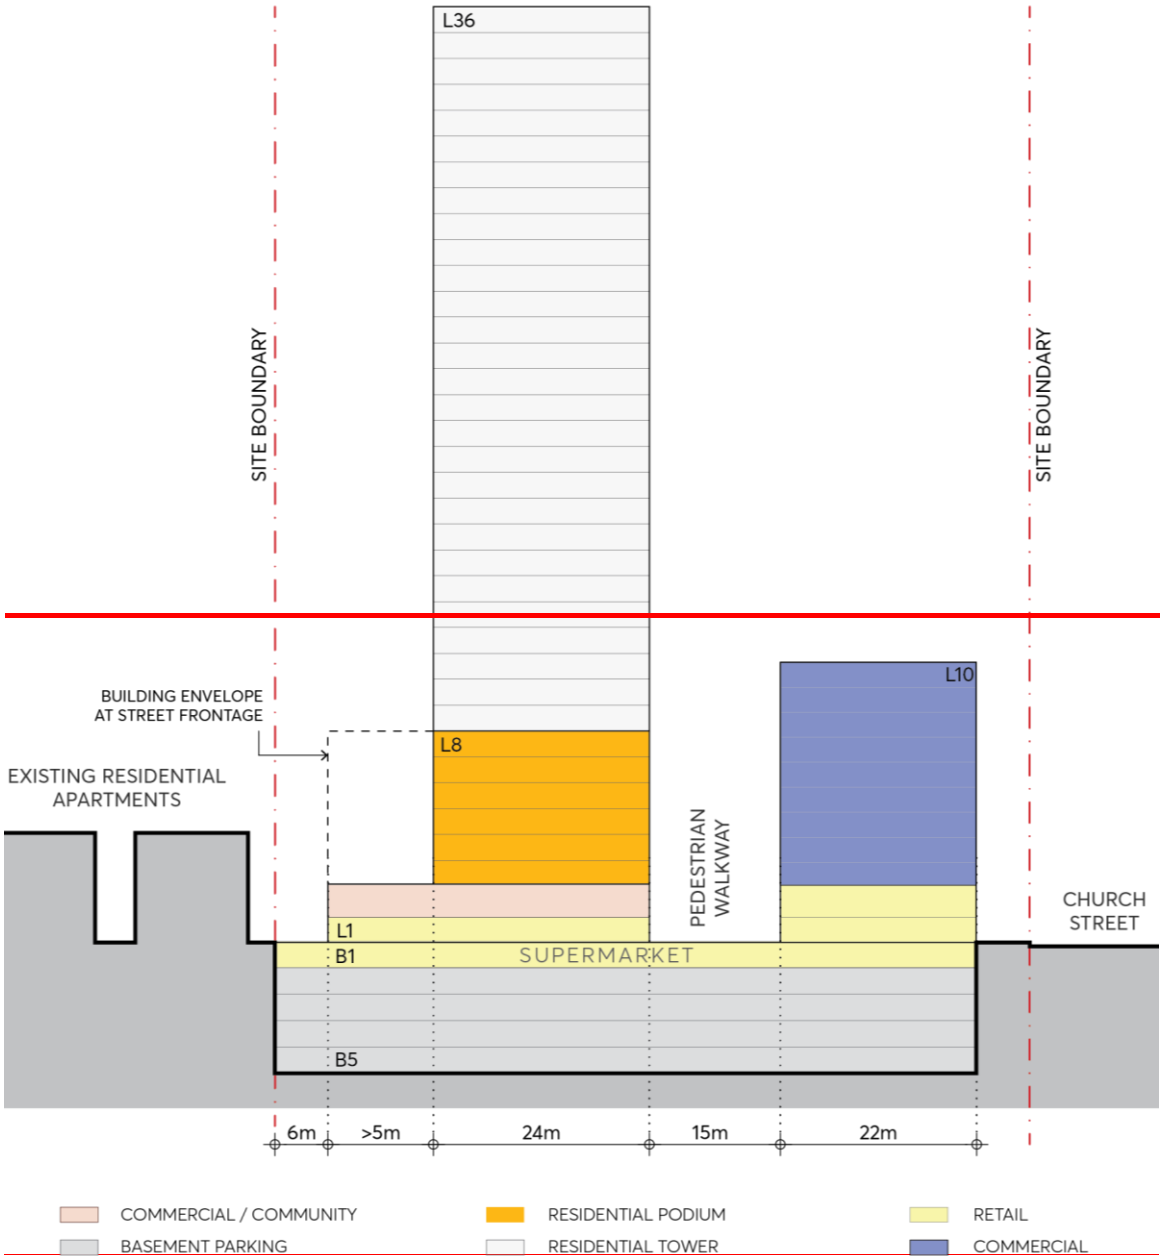 L36
SITE BOUNDARY
SITE BOUNDARY
BUILDING ENVELOPE
AT STREET FRONTAGE
L10
L8
EXISTING RESIDENTIAL
APARTMENTS
PEDESTRIAN
WALKWAY
CHURCH
STREET
L1
B1
SUPERMARKET
B5
6m
>5m
24m
15m
22m
COMMERCIAL / COMMUNITY
RESIDENTIAL PODIUM
RETAIL
BASEMENT PARKING
RESIDENTIAL TOWER
COMMERCIAL